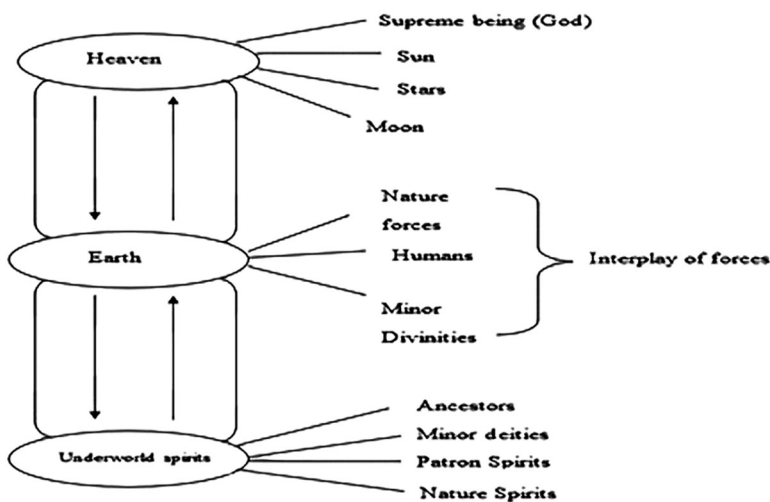 Supreme being (God)
Heaven
Sun
Stars
Moon
Nature
forces
Earth
Humans
Interplay of forces
Minor
Divinities
Ancestors
Minor deities
Underworld spirits
Patron Spirits
Nature Spirits